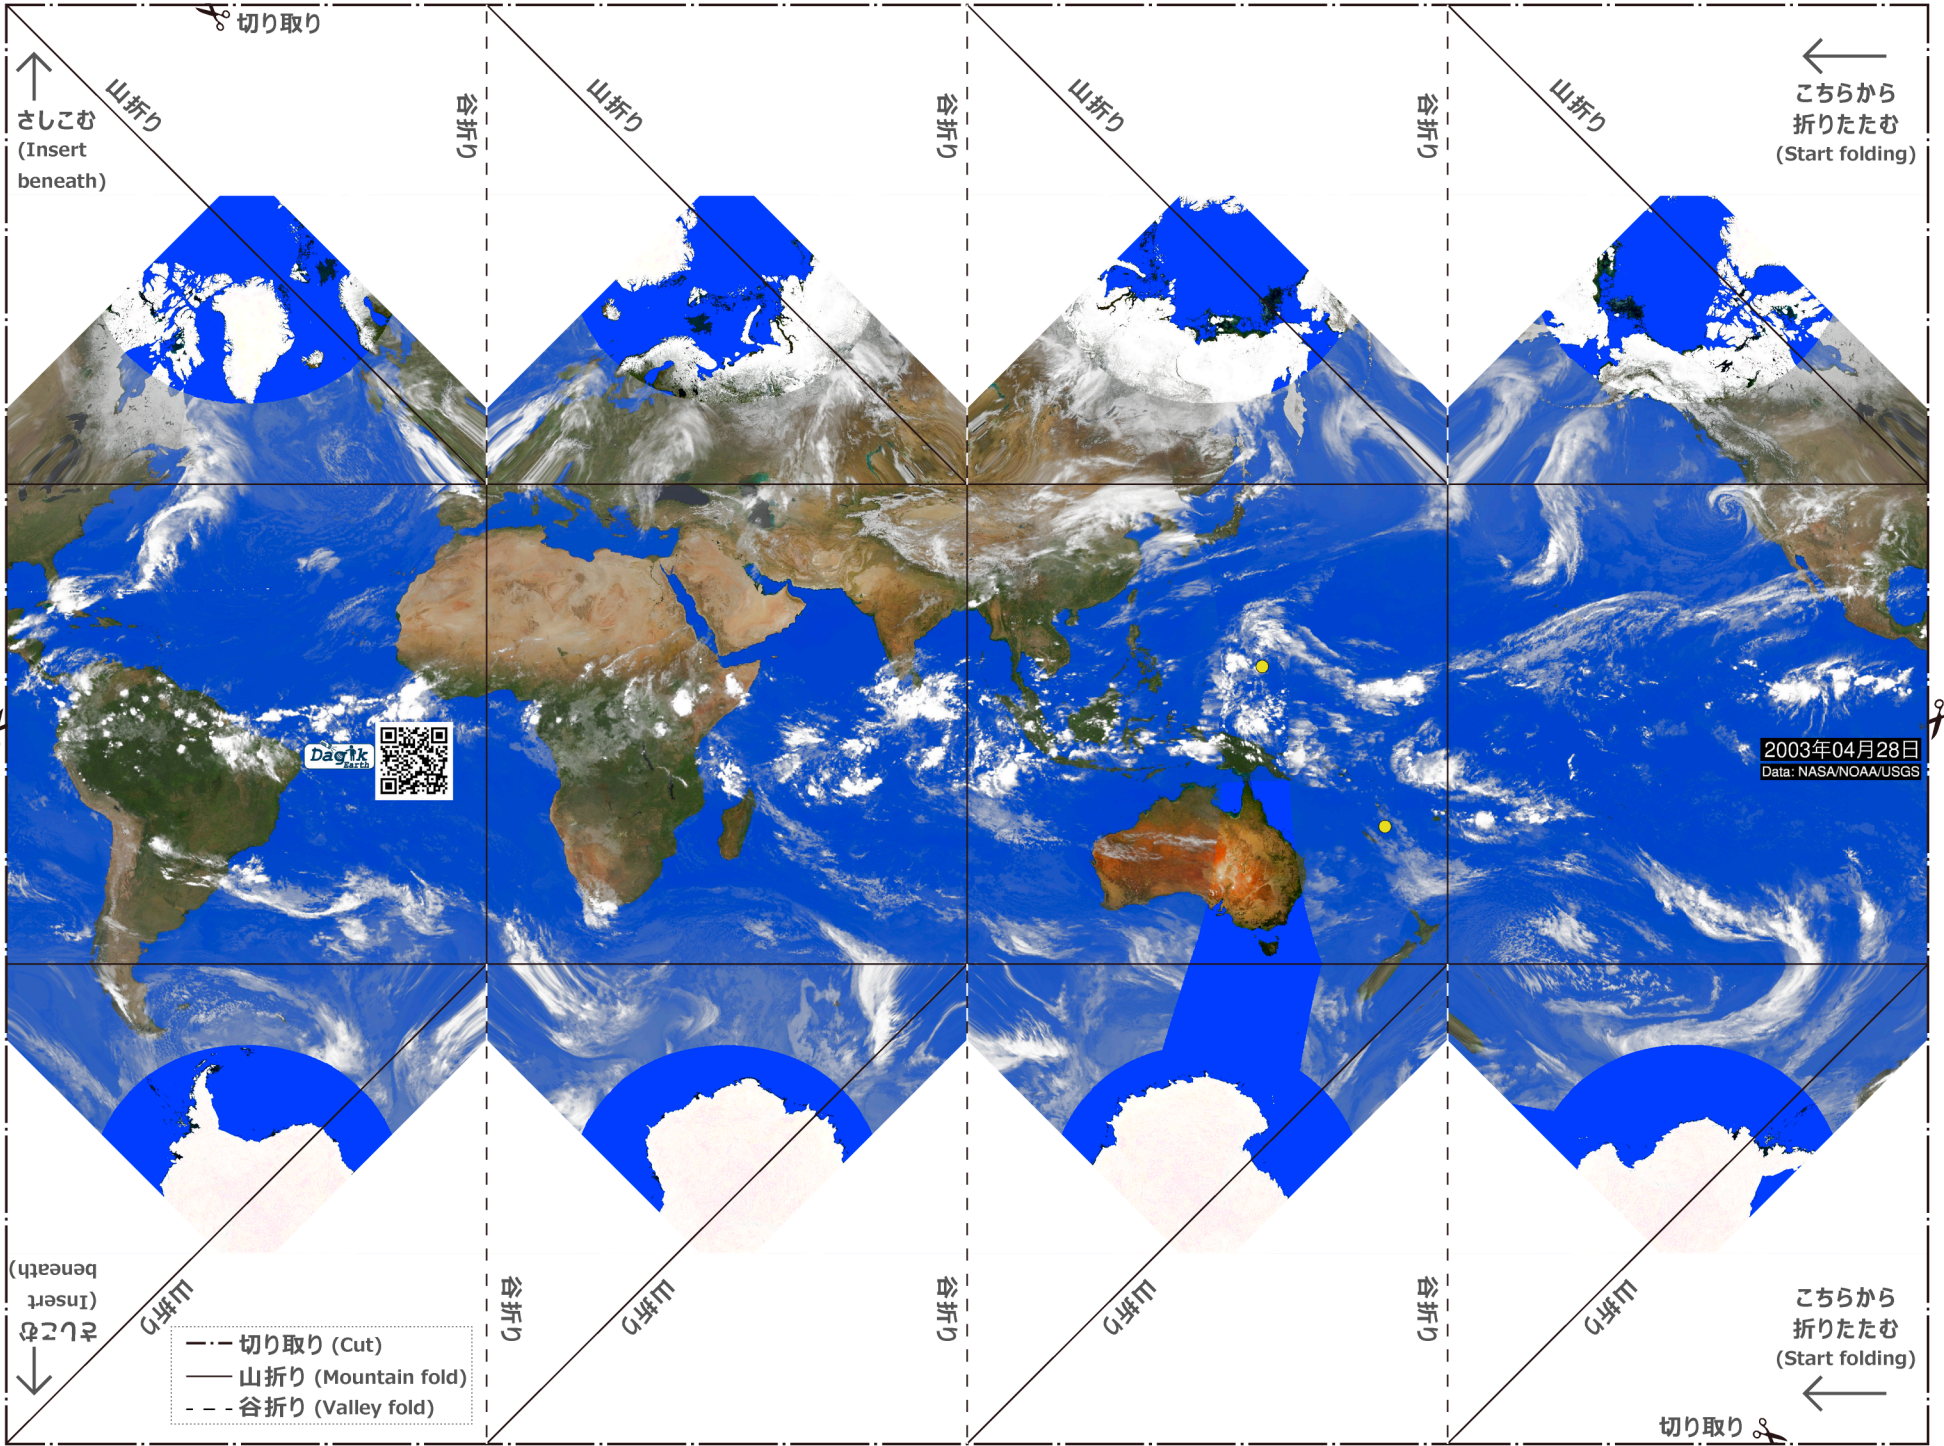 切り取り
山折り
谷折り
山折り
谷折り
山折り
谷折り
山折り
さしこむ
(Insert
beneath)
こちらから
折りたたむ
(Start folding)
Dagik
Earth
2003年04月28日
Data: NASA/NOAA/USGS
さしこむ
(Insert
beneath)
山折り
谷折り
山折り
谷折り
山折り
谷折り
山折り
こちらから
折りたたむ
(Start folding)
切り取り (Cut)
山折り (Mountain fold)
谷折り (Valley fold)
切り取り